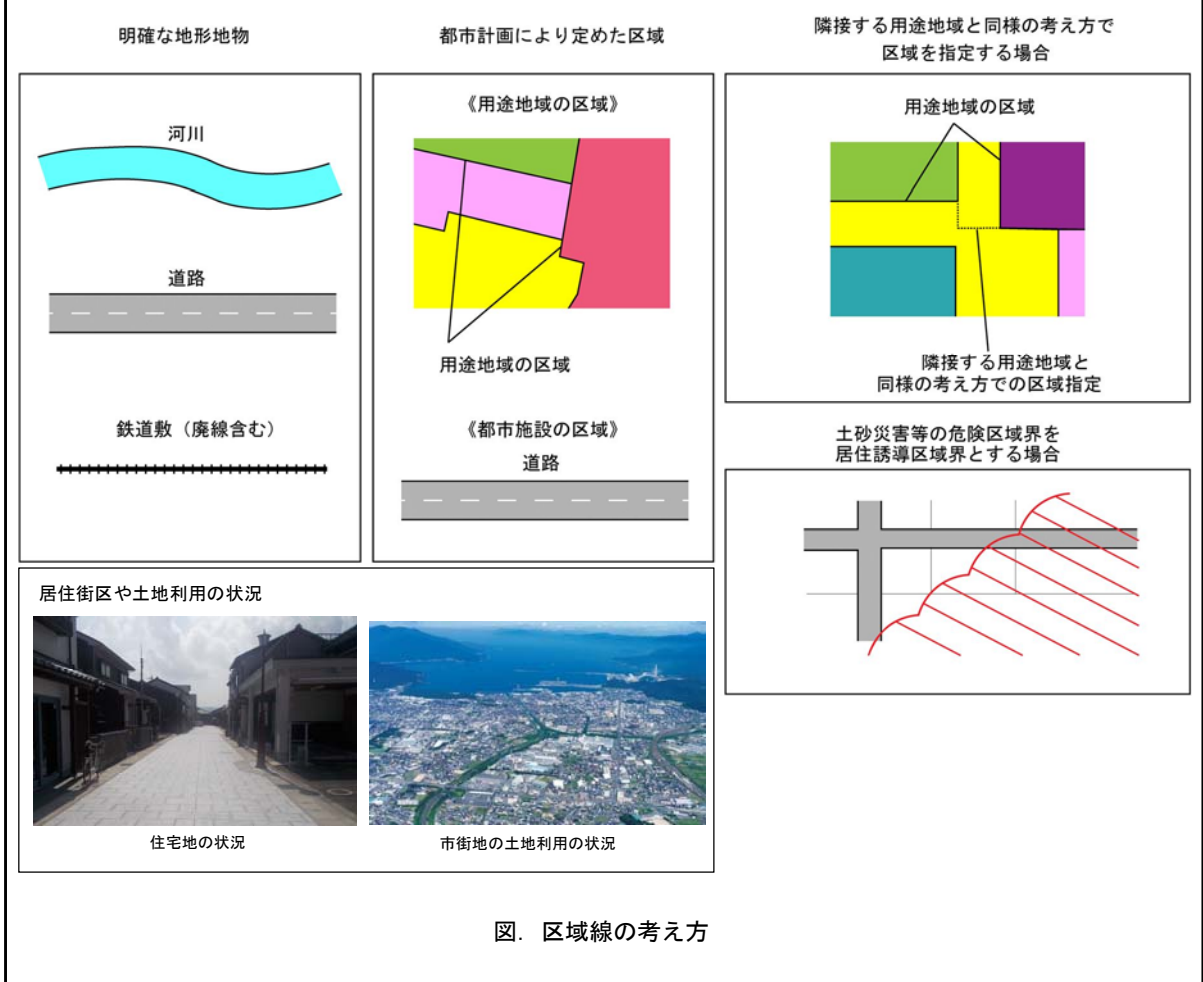 明確な地形地物
河川
道路
鉄道敷（廃線含む）
都市計画により定めた区域
《用途地域の区域》
用途地域の区域
《都市施設の区域》
道路
隣接する用途地域と同様の考え方で
区域を指定する場合
用途地域の区域
隣接する用途地域と
同様の考え方での区域指定
土砂災害等の危険区域界を
居住誘導区域界とする場合
居住街区や土地利用の状況
住宅地の状況
市街地の土地利用の状況
図．区域線の考え方